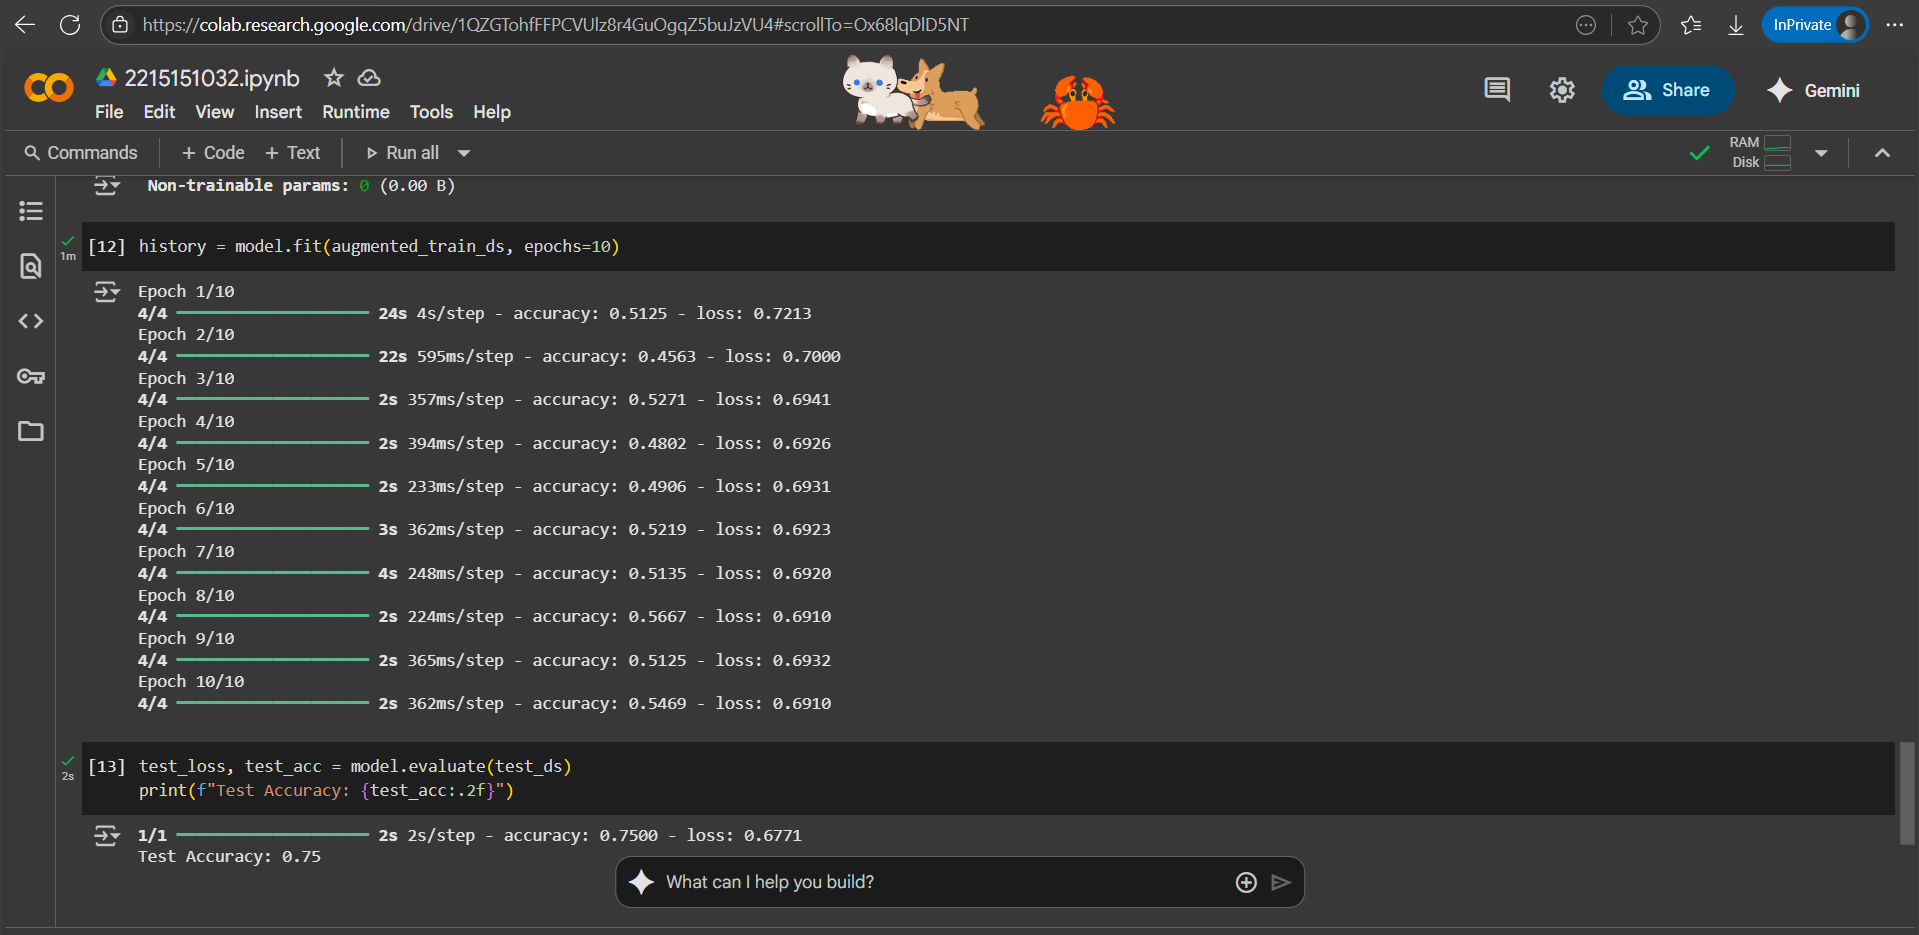 https://colab.research.google.com/drive/1QZGTohfFFPCVUlz8r4GuOgqZ5buJzVU4#scrollTo=Ox68lqDlD5NT
InPrivate
2215151032.ipynb
File Edit View Insert Runtime Tools Help
Share
Gemini
Commands + Code + Text Run all
RAM
Disk
Non-trainable params: 0 (0.00 B)
1m
[12] history = model.fit(augmented_train_ds, epochs=10)
Epoch 1/10
4/4 24s 4s/step - accuracy: 0.5125 - loss: 0.7213
Epoch 2/10
4/4 22s 595ms/step - accuracy: 0.4563 - loss: 0.7000
Epoch 3/10
4/4 2s 357ms/step - accuracy: 0.5271 - loss: 0.6941
Epoch 4/10
4/4 2s 394ms/step - accuracy: 0.4802 - loss: 0.6926
Epoch 5/10
4/4 2s 233ms/step - accuracy: 0.4906 - loss: 0.6931
Epoch 6/10
4/4 3s 362ms/step - accuracy: 0.5219 - loss: 0.6923
Epoch 7/10
4/4 4s 248ms/step - accuracy: 0.5135 - loss: 0.6920
Epoch 8/10
4/4 2s 224ms/step - accuracy: 0.5667 - loss: 0.6910
Epoch 9/10
4/4 2s 365ms/step - accuracy: 0.5125 - loss: 0.6932
Epoch 10/10
4/4 2s 362ms/step - accuracy: 0.5469 - loss: 0.6910
2s
[13] test_loss, test_acc = model.evaluate(test_ds)
print(f"Test Accuracy: {test_acc:.2f}")
1/1 2s 2s/step - accuracy: 0.7500 - loss: 0.6771
Test Accuracy: 0.75
What can I help you build?